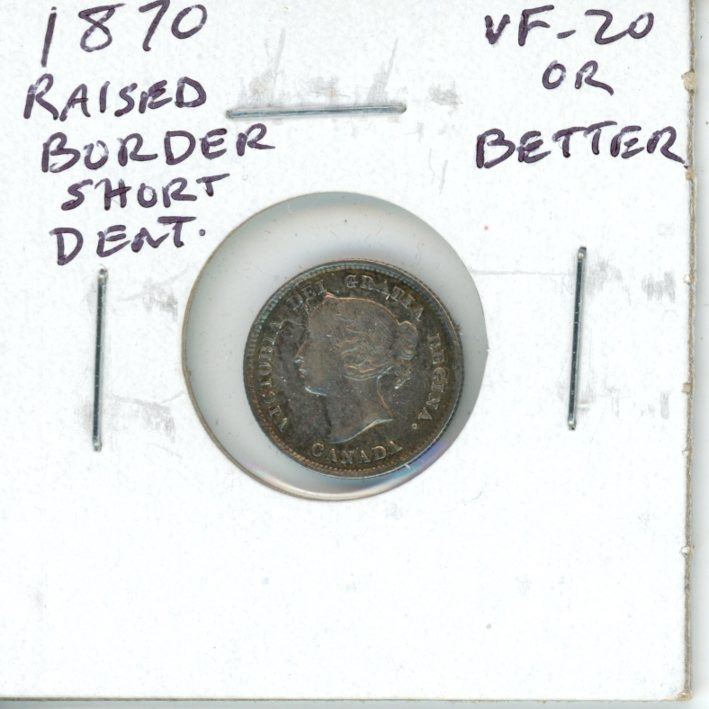 1870
RAISED
BORDER
SHORT
DENT.
VF-20
OR
BETTER
VICTORIA DEI GRATIA REGINA.
CANADA